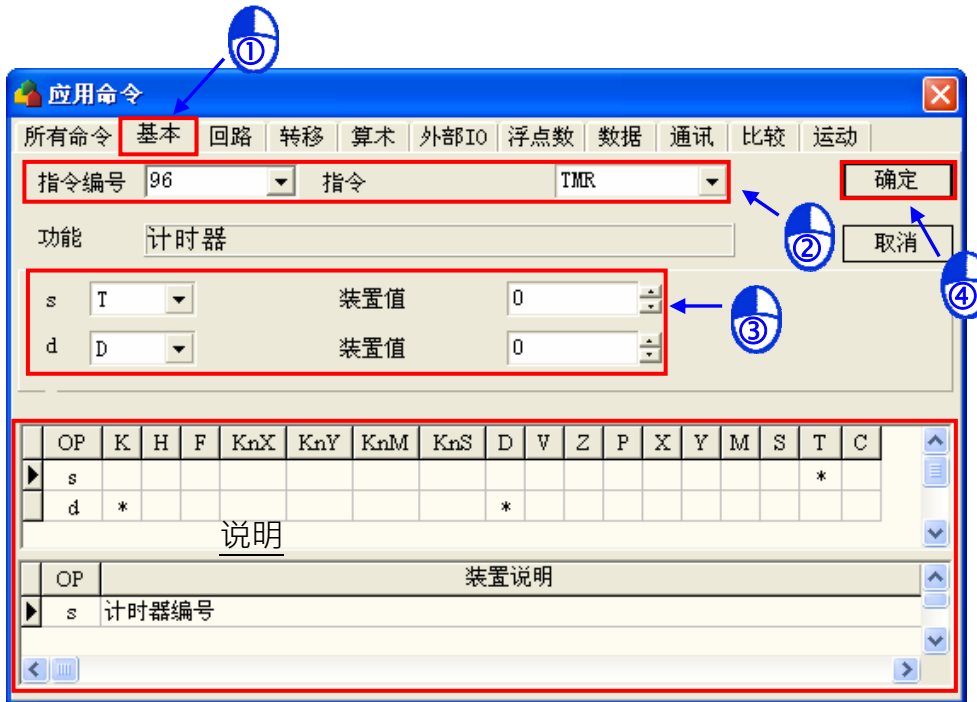 ①
应用命令
所有命令 基本 回路 转移 算术 外部IO 浮点数 数据 通讯 比较 运动
指令编号 96 指令 TMR 确定
②
功能 计时器 取消
④
s T 装置值 0
③
d D 装置值 0
OP K H F KnX KnY KnM KnS D V Z P X Y M S T C
s *
d * *
说明
OP 装置说明
s 计时器编号